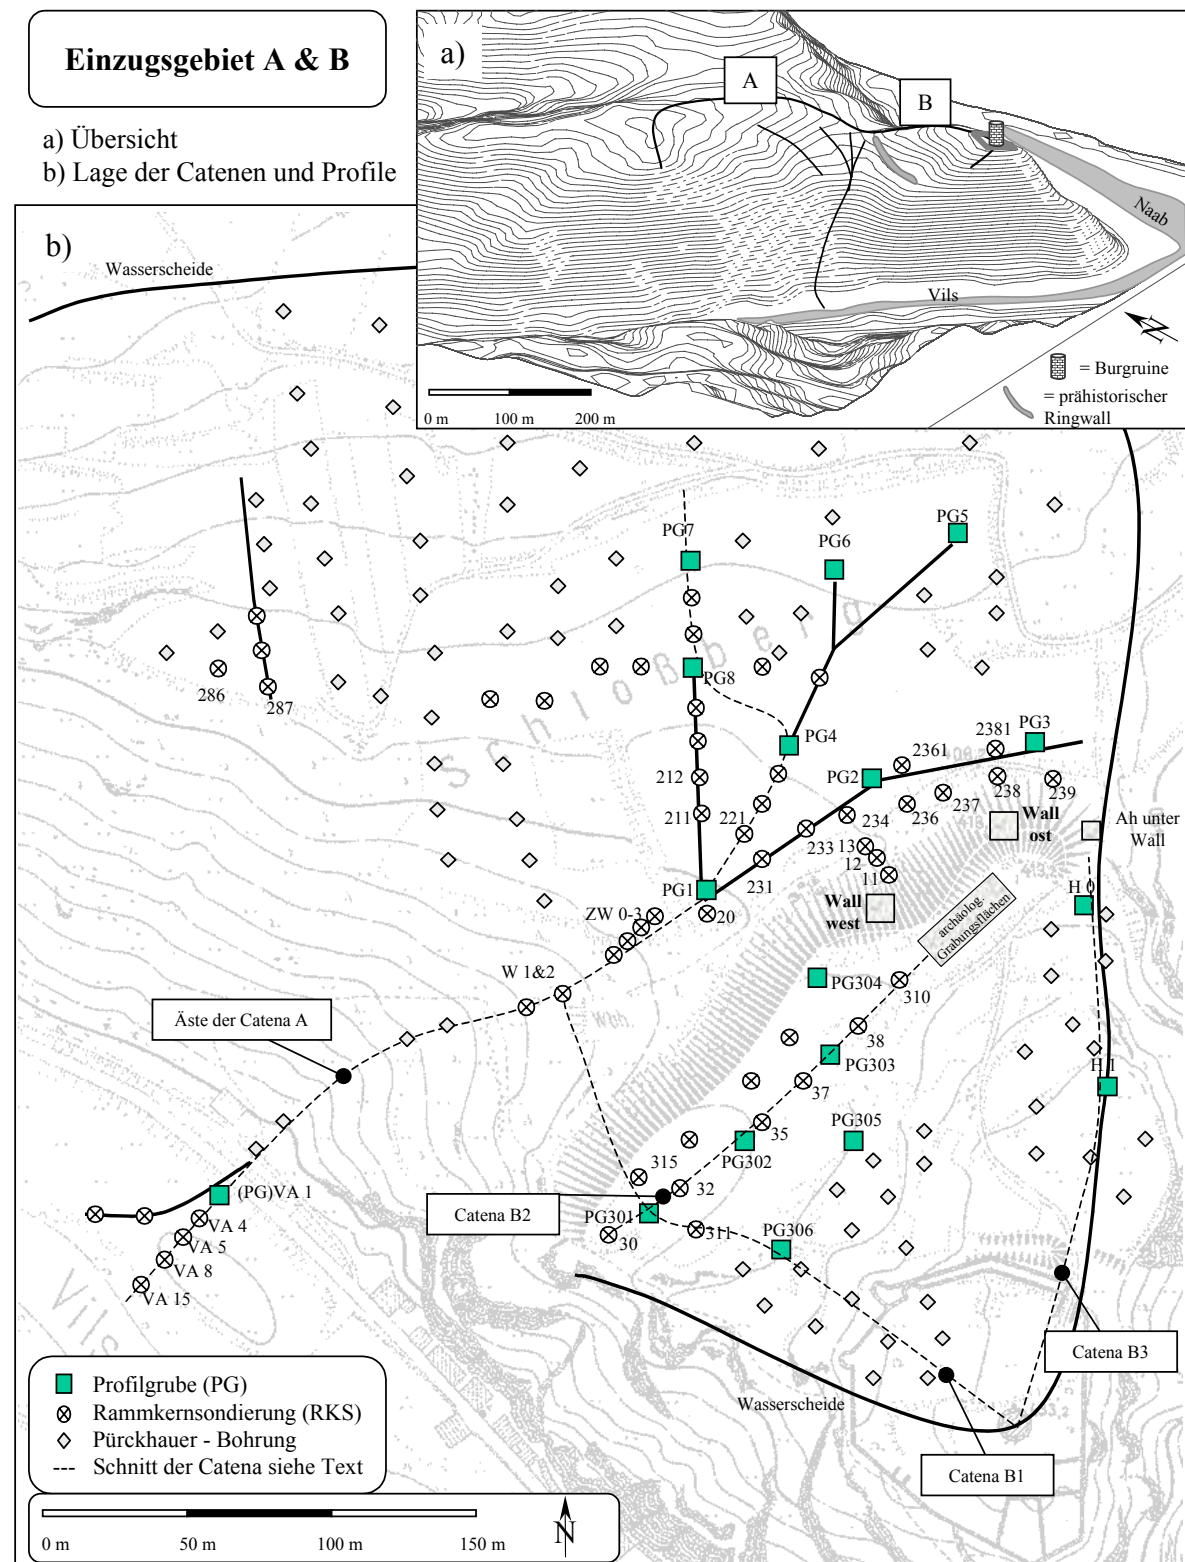 Einzugsgebiet A & B
a) Übersicht
b) Lage der Catenen und Profile
a)
A
B
Naab
Vils
N
= Burgruine
= prähistorischer
Ringwall
0 m 100 m 200 m
b)
Wasserscheide
PG7
PG6
PG5
Schloßberg
286
287
PG8
PG4
2361
2381
PG3
212
PG2
211
221
234
236
237
238
239
Wall
ost
Ah unter
Wall
233
13
12
11
231
PG1
20
ZW 0-3
Wall
west
archäolog.
Grabungsflächen
H 0
W 1&2
PG304
310
Äste der Catena A
38
PG303
H 1
37
35
PG305
PG302
315
32
(PG)VA 1
VA 4
VA 5
VA 8
VA 15
Catena B2
PG301
30
311
PG306
Vils
Catena B3
Wasserscheide
Catena B1
Profilgrube (PG)
Rammkernsondierung (RKS)
Pürckhauer - Bohrung
Schnitt der Catena siehe Text
0 m 50 m 100 m 150 m
N